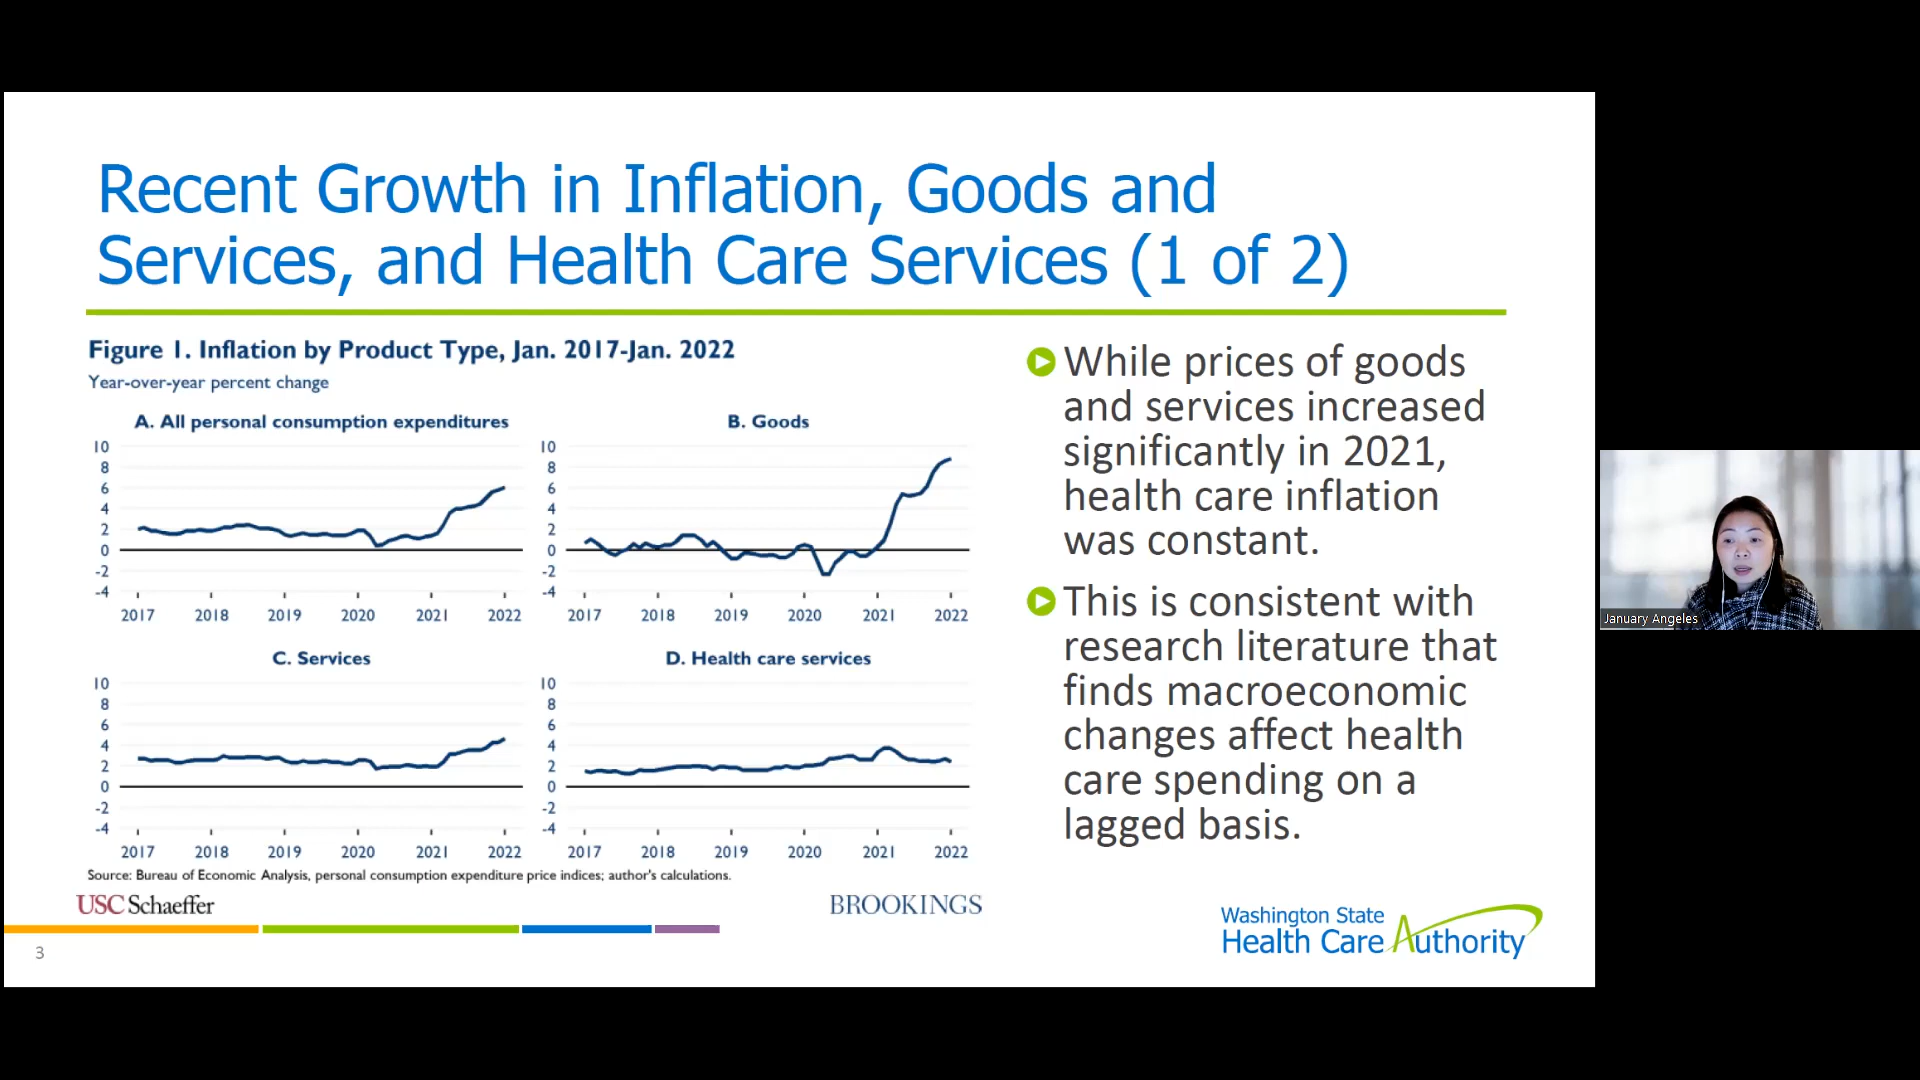 Recent Growth in Inflation, Goods and
Services, and Health Care Services (1 of 2)
Figure 1. Inflation by Product Type, Jan. 2017-Jan. 2022
Year-over-year percent change
A. All personal consumption expenditures
10
8
6
4
2
0
-2
-4
2017 2018 2019 2020 2021 2022
B. Goods
10
8
6
4
2
0
-2
-4
2017 2018 2019 2020 2021 2022
C. Services
10
8
6
4
2
0
-2
-4
2017 2018 2019 2020 2021 2022
D. Health care services
10
8
6
4
2
0
-2
-4
2017 2018 2019 2020 2021 2022
Source: Bureau of Economic Analysis, personal consumption expenditure price indices; author's calculations.
USC Schaeffer
BROOKINGS
While prices of goods
and services increased
significantly in 2021,
health care inflation
was constant.
This is consistent with
research literature that
finds macroeconomic
changes affect health
care spending on a
lagged basis.
Washington State
Health Care Authority
3
January Angeles